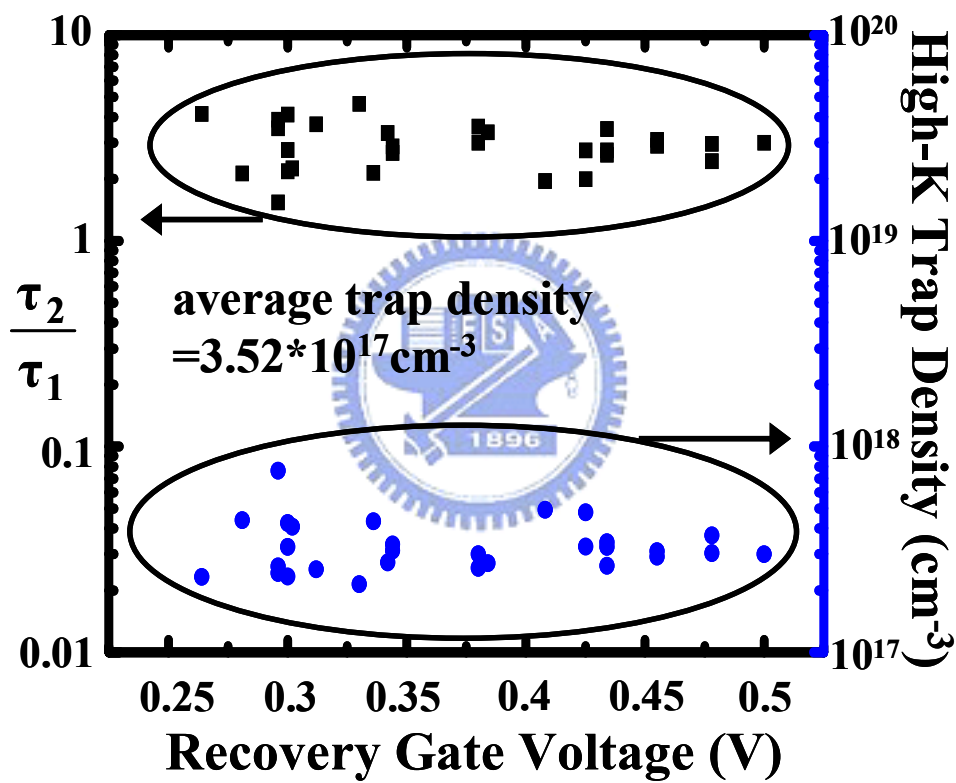 10
1
0.1
0.01
τ2
τ1
10^20
10^19
10^18
10^17
High-K Trap Density (cm^-3)
average trap density
=3.52*10^17cm^-3
E S A
1896
0.25 0.3 0.35 0.4 0.45 0.5
Recovery Gate Voltage (V)